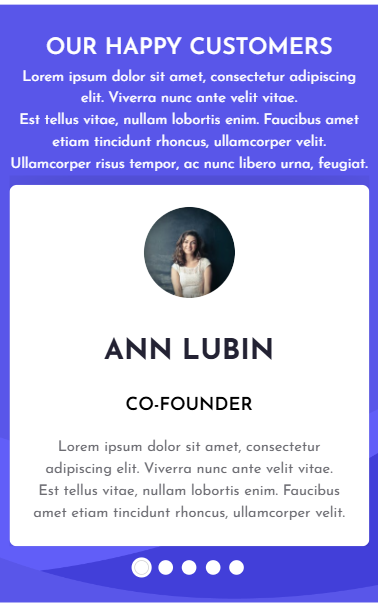 OUR HAPPY CUSTOMERS
Lorem ipsum dolor sit amet, consectetur adipiscing
elit. Viverra nunc ante velit vitae.
Est tellus vitae, nullam lobortis enim. Faucibus amet
etiam tincidunt rhoncus, ullamcorper velit.
Ullamcorper risus tempor, ac nunc libero urna, feugiat.
ANN LUBIN
CO-FOUNDER
Lorem ipsum dolor sit amet, consectetur
adipiscing elit. Viverra nunc ante velit vitae.
Est tellus vitae, nullam lobortis enim. Faucibus
amet etiam tincidunt rhoncus, ullamcorper velit.